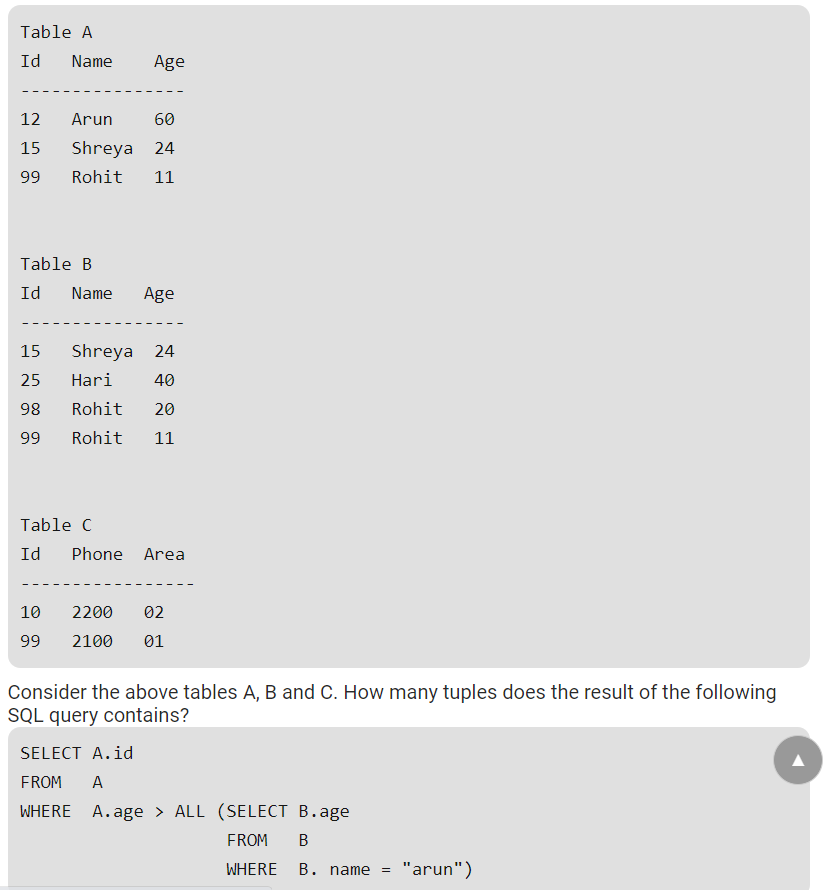 Table A
Id   Name    Age
----------------
12   Arun    60
15   Shreya  24
99   Rohit   11
Table B
Id   Name   Age
----------------
15   Shreya  24
25   Hari    40
98   Rohit   20
99   Rohit   11
Table C
Id   Phone  Area
-----------------
10   2200   02
99   2100   01
Consider the above tables A, B and C. How many tuples does the result of the following
SQL query contains?
SELECT A.id
FROM   A
WHERE  A.age > ALL (SELECT B.age
                    FROM   B
                    WHERE  B. name = "arun")